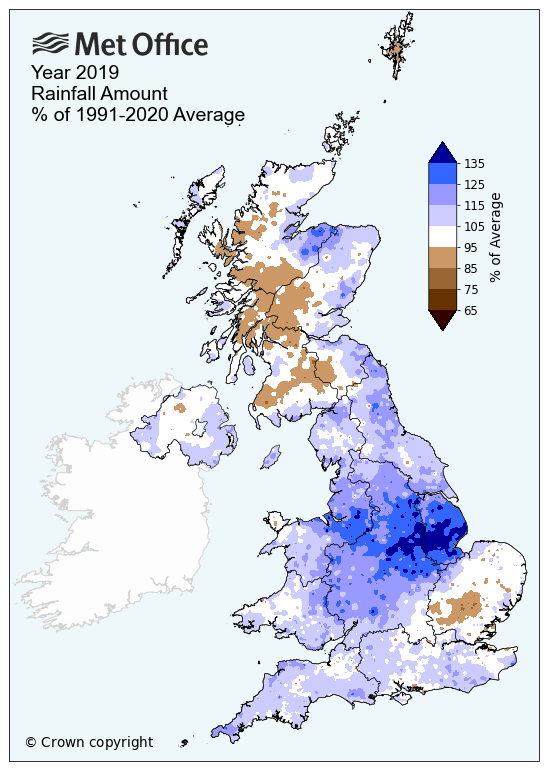 Met Office
Year 2019
Rainfall Amount
% of 1991-2020 Average
135
125
115
105
95
85
75
65
% of Average
© Crown copyright